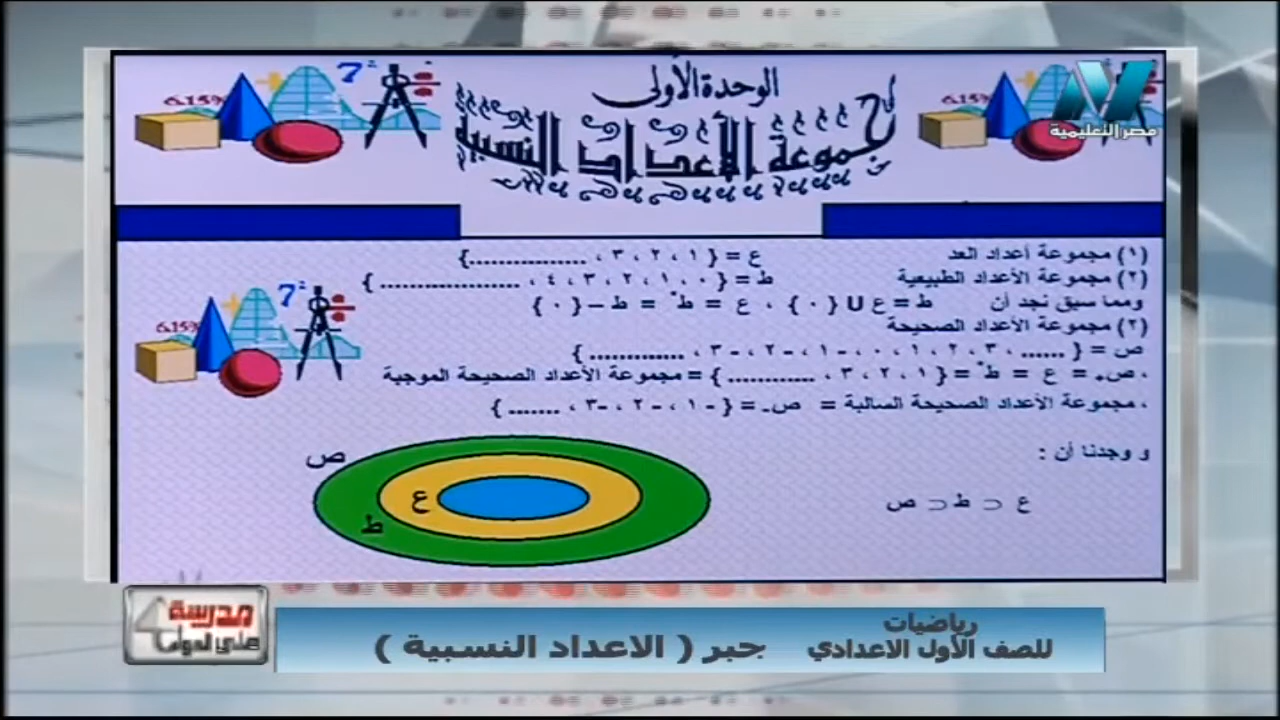 الوحدة الأولى
مجموعة الأعداد النسبية
مصر التعليمية
(١) مجموعة أعداد العد ع = { ١ ، ٢ ، ٣ ، ................ }
(٢) مجموعة الأعداد الطبيعية ط = { ٠ ، ١ ، ٢ ، ٣ ، ٤ ، ................... }
ومما سبق نجد أن ط = ع U { ٠ } ، ع = ط* = ط – { ٠ }
(٢) مجموعة الأعداد الصحيحة
ص = { ...... ، ٣ ، ٢ ، ١ ، ٠ ، -١ ، -٢ ، -٣ ، ............. }
، ص+ = ع = ط* = { ١ ، ٢ ، ٣ ، ............ } = مجموعة الأعداد الصحيحة الموجبة
، مجموعة الأعداد الصحيحة السالبة = ص- = { -١ ، -٢ ، -٣ ، ....... }
و وجدنا أن :
ع ⊂ ط ⊂ ص
ص
ع
ط
رياضيات
للصف الأول الاعدادي جبر ( الاعداد النسبية )
مدرسة
على الهواء
4